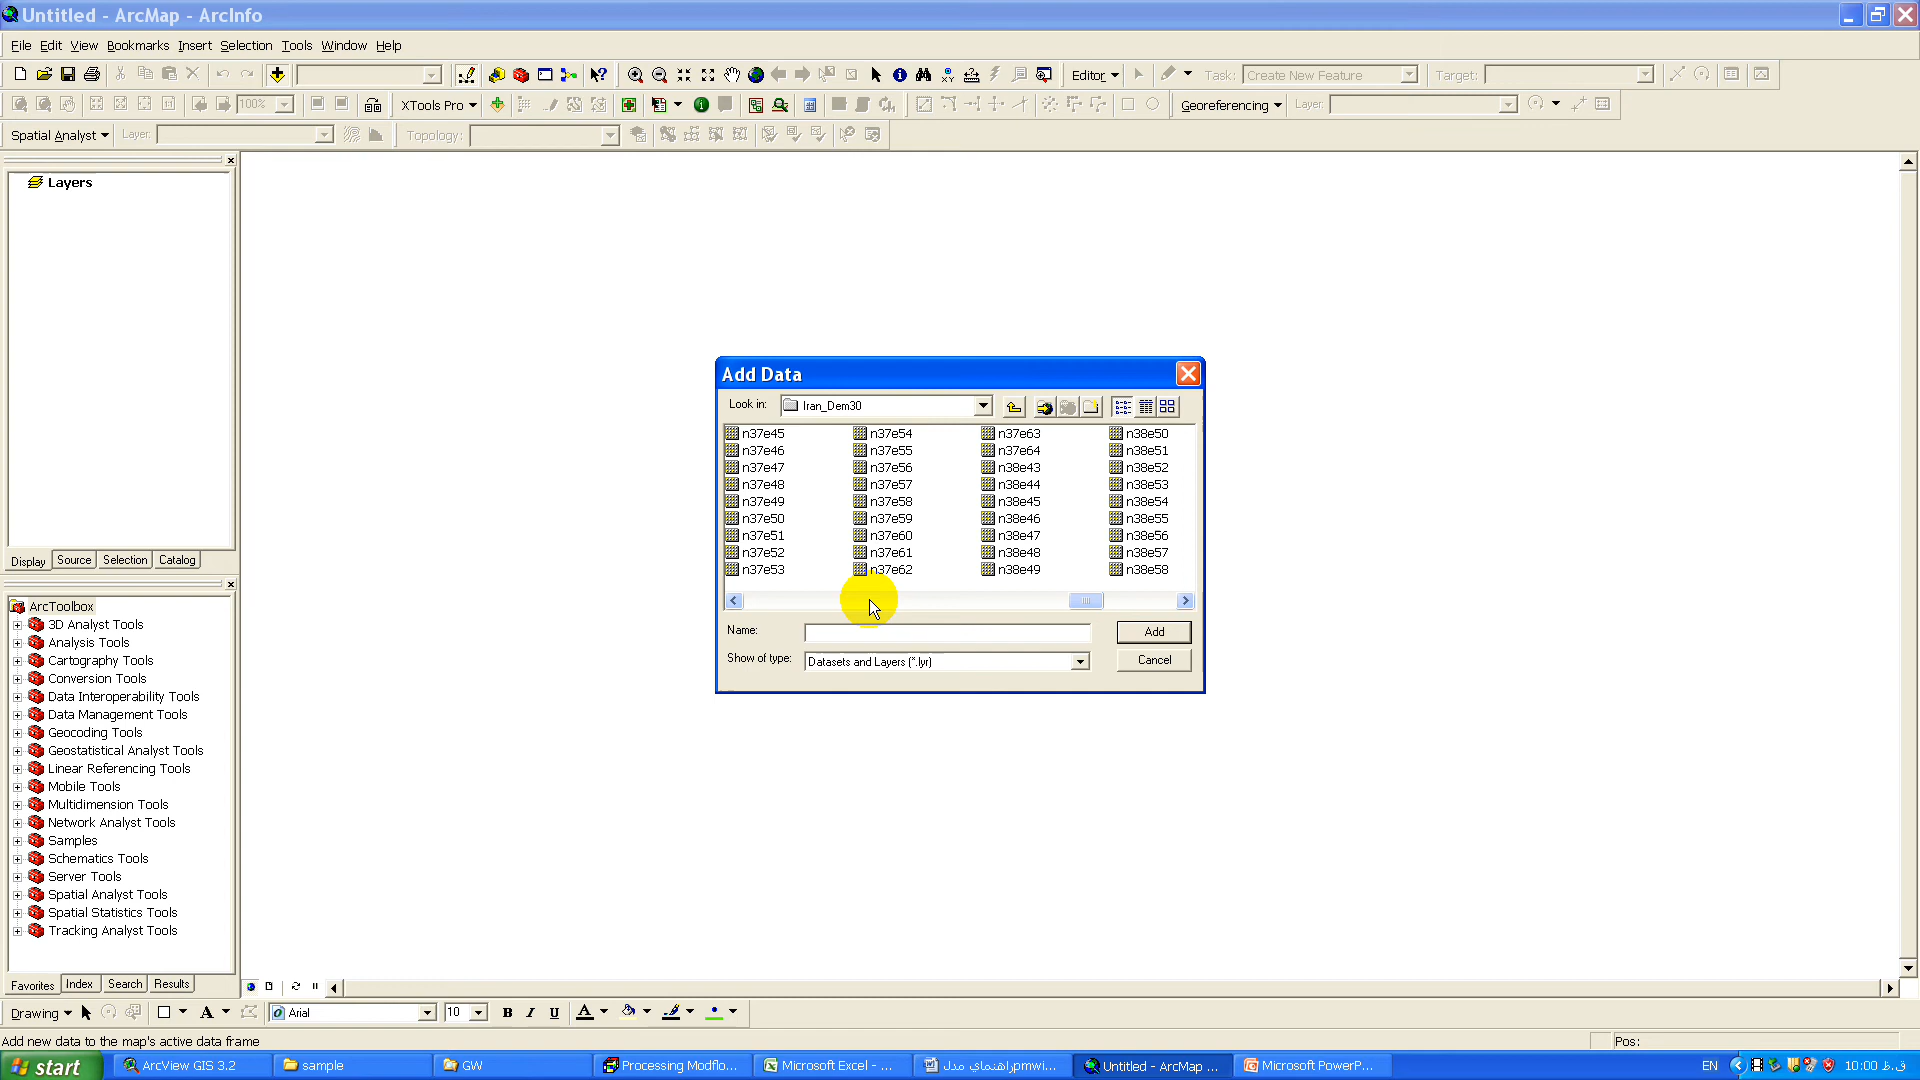 Untitled - ArcMap - ArcInfo
File Edit View Bookmarks Insert Selection Tools Window Help
Editor Task: Create New Feature Target:
100% XTools Pro Georeferencing Layer:
Spatial Analyst Layer: Topology:
Layers
Display Source Selection Catalog
ArcToolbox
3D Analyst Tools
Analysis Tools
Cartography Tools
Conversion Tools
Data Interoperability Tools
Data Management Tools
Geocoding Tools
Geostatistical Analyst Tools
Linear Referencing Tools
Mobile Tools
Multidimension Tools
Network Analyst Tools
Samples
Schematics Tools
Server Tools
Spatial Analyst Tools
Spatial Statistics Tools
Tracking Analyst Tools
Favorites Index Search Results
Add Data
Look in: Iran_Dem30
n37e45 n37e54 n37e63 n38e50
n37e46 n37e55 n37e64 n38e51
n37e47 n37e56 n38e43 n38e52
n37e48 n37e57 n38e44 n38e53
n37e49 n37e58 n38e45 n38e54
n37e50 n37e59 n38e46 n38e55
n37e51 n37e60 n38e47 n38e56
n37e52 n37e61 n38e48 n38e57
n37e53 n37e62 n38e49 n38e58
Name: Add
Show of type: Datasets and Layers (*.lyr) Cancel
Drawing A Arial 10 B I U A
Add new data to the map's active data frame Pos:
start ArcView GIS 3.2 sample GW Processing Modflo... Microsoft Excel - ... راهنماي مدلpmwi... Untitled - ArcMap ... Microsoft PowerP... EN 10:00 ق.ظ